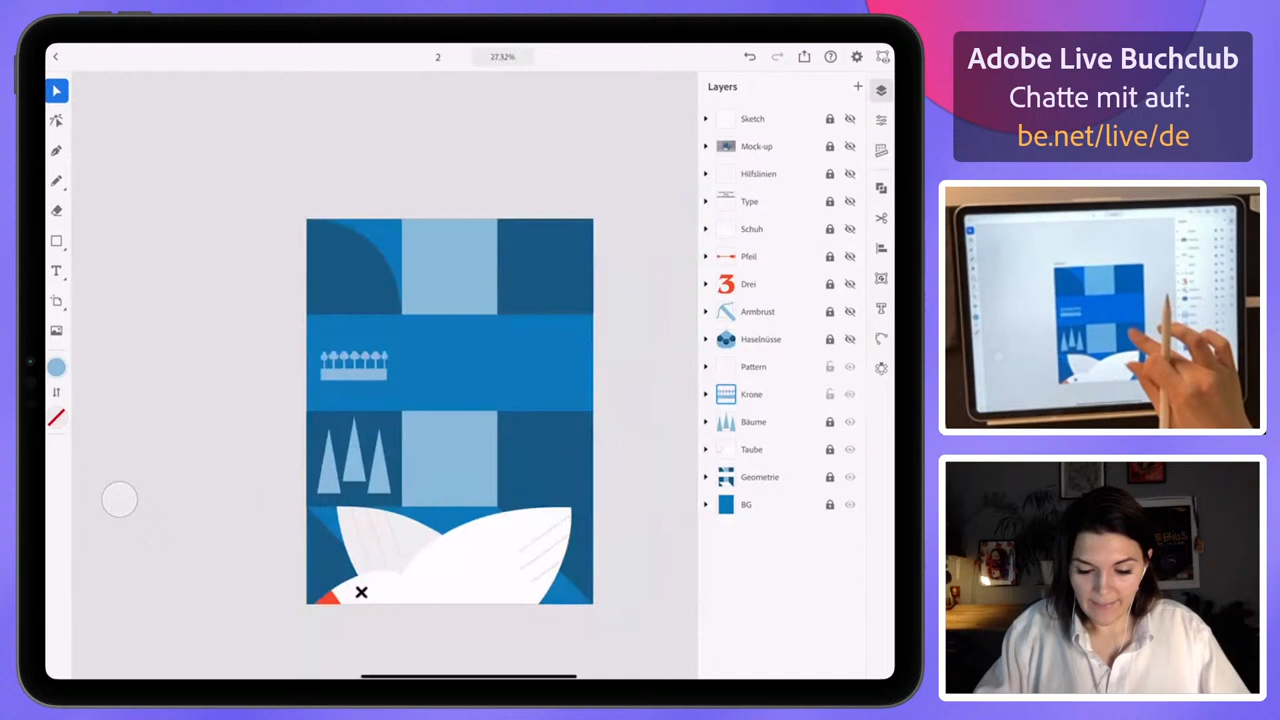 2
27.32%
Layers
Sketch
Mock-up
Hilfslinien
Type
Schuh
Pfeil
3
Drei
Armbrust
Haselnüsse
Pattern
Krone
Bäume
Taube
Geometrie
BG
Adobe Live Buchclub
Chatte mit auf:
be.net/live/de